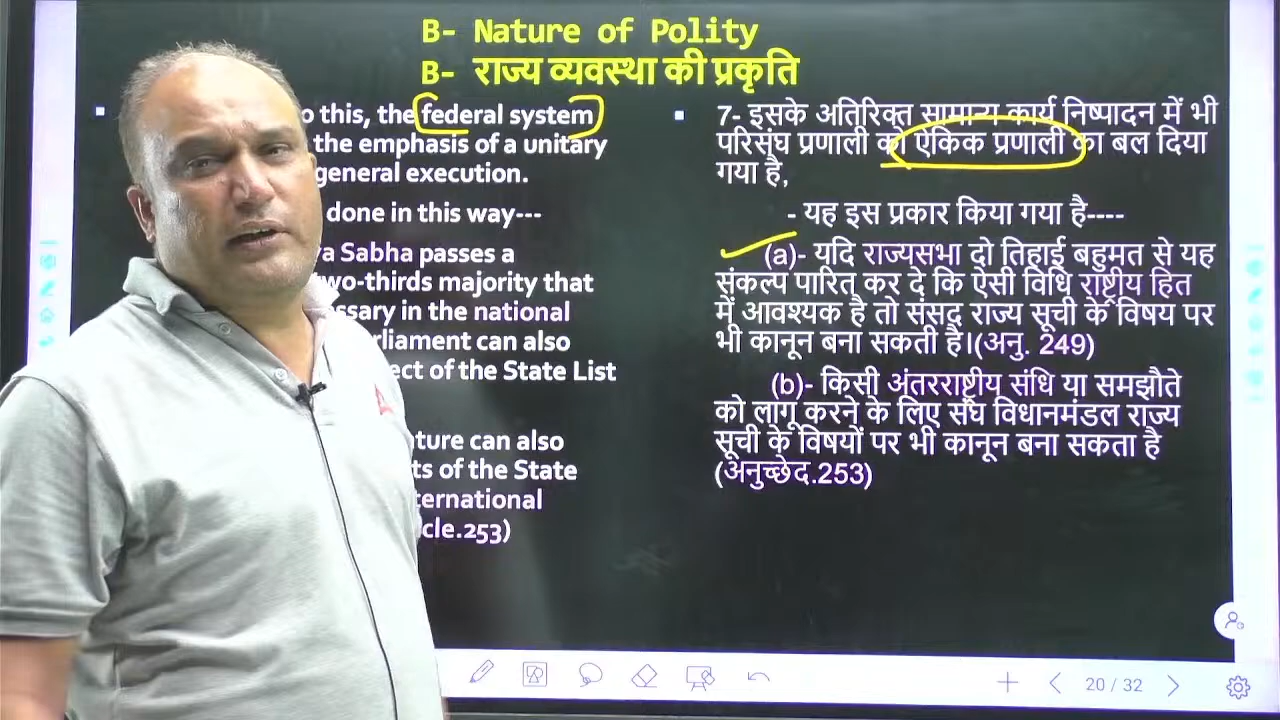 B- Nature of Polity
B- राज्य व्यवस्था की प्रकृति
o this, the federal system
the emphasis of a unitary
general execution.
done in this way---
ya Sabha passes a
two-thirds majority that
ssary in the national
rliament can also
ect of the State List
ature can also
ts of the State
ternational
cle.253)
7- इसके अतिरिक्त सामान्य कार्य निष्पादन में भी
परिसंघ प्रणाली को ऐकिक प्रणाली का बल दिया
गया है,
- यह इस प्रकार किया गया है----
(a)- यदि राज्यसभा दो तिहाई बहुमत से यह
संकल्प पारित कर दे कि ऐसी विधि राष्ट्रीय हित
में आवश्यक है तो संसद राज्य सूची के विषय पर
भी कानून बना सकती है।(अनु. 249)
(b)- किसी अंतरराष्ट्रीय संधि या समझौते
को लागू करने के लिए संघ विधानमंडल राज्य
सूची के विषयों पर भी कानून बना सकता है
(अनुच्छेद.253)
20 / 32